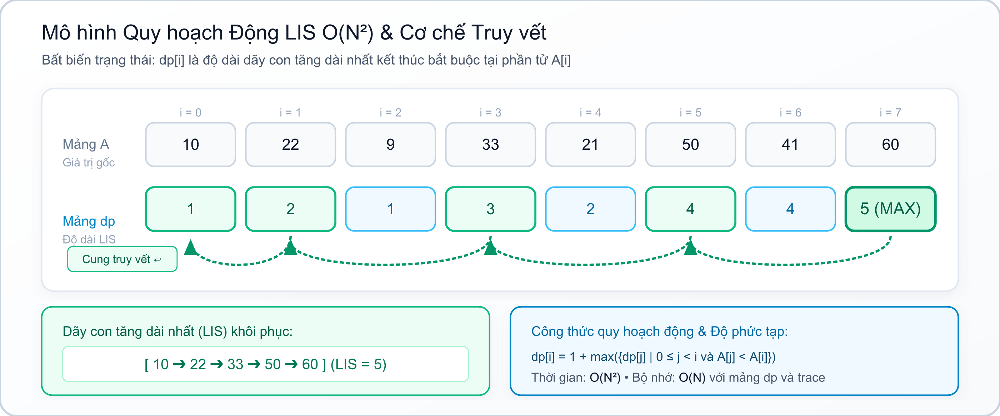 Mô hình Quy hoạch Động LIS O(N²) & Cơ chế Truy vết
Bất biến trạng thái: dp[i] là độ dài dãy con tăng dài nhất kết thúc bắt buộc tại phần tử A[i]
i = 0 i = 1 i = 2 i = 3 i = 4 i = 5 i = 6 i = 7
Mảng A 10 22 9 33 21 50 41 60
Giá trị gốc
1 2 1 3 2 4 4 5 (MAX)
Mảng dp
Độ dài LIS
Cung truy vết ↩
Dãy con tăng dài nhất (LIS) khôi phục:
[ 10 ➔ 22 ➔ 33 ➔ 50 ➔ 60 ] (LIS = 5)
Công thức quy hoạch động & Độ phức tạp:
dp[i] = 1 + max({dp[j] | 0 ≤ j < i và A[j] < A[i]})
Thời gian: O(N²) • Bộ nhớ: O(N) với mảng dp và trace